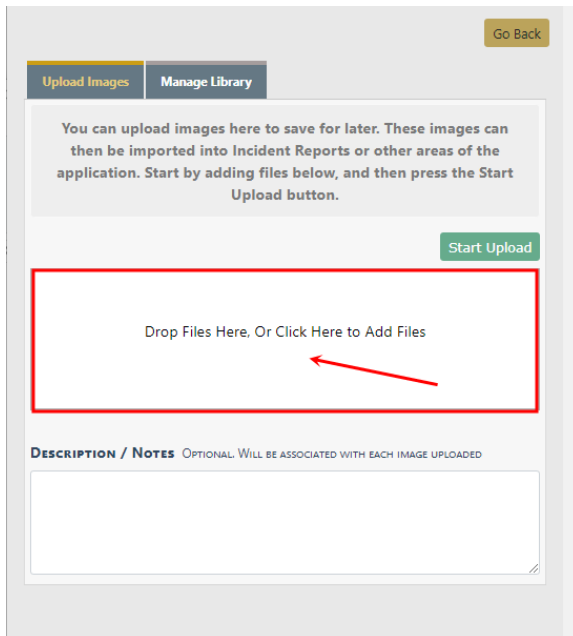 Go Back
Upload Images
Manage Library
You can upload images here to save for later. These images can
then be imported into Incident Reports or other areas of the
application. Start by adding files below, and then press the Start
Upload button.
Start Upload
Drop Files Here, Or Click Here to Add Files
DESCRIPTION / NOTES OPTIONAL. WILL BE ASSOCIATED WITH EACH IMAGE UPLOADED